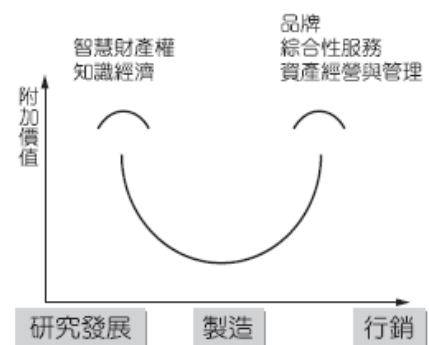 智慧財產權
知識經濟
品牌
綜合性服務
資產經營與管理
附加價值
研究發展
製造
行銷